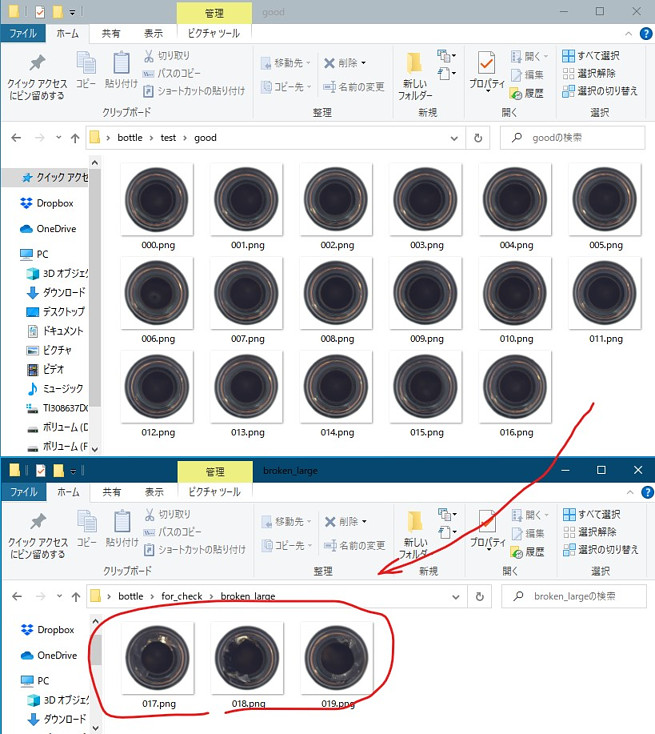 管理
good
ファイル ホーム 共有 表示 ピクチャ ツール
クイック アクセス にピン留めする
コピー
貼り付け
切り取り
パスのコピー
ショートカットの貼り付け
移動先
コピー先
削除
名前の変更
新しい フォルダー
プロパティ
開く
編集
履歴
すべて選択
選択解除
選択の切り替え
クリップボード 整理 新規 開く 選択
bottle › test › good
goodの検索
クイック アクセ
Dropbox
OneDrive
PC
3D オブジェク
ダウンロード
デスクトップ
ドキュメント
ピクチャ
ビデオ
ミュージック
TI308637D0
ボリューム (D
ボリューム (F
000.png 001.png 002.png 003.png 004.png 005.png
006.png 007.png 008.png 009.png 010.png 011.png
012.png 013.png 014.png 015.png 016.png
管理
broken_large
ファイル ホーム 共有 表示 ピクチャ ツール
クイック アクセス にピン留めする
コピー
貼り付け
切り取り
パスのコピー
ショートカットの貼り付け
移動先
コピー先
削除
名前の変更
新しい フォルダー
プロパティ
開く
編集
履歴
すべて選択
選択解除
選択の切り替え
クリップボード 整理 新規 開く 選択
bottle › for_check › broken_large
broken_largeの検索
Dropbox
OneDrive
PC
3D オブジェク
ダウンロード
017.png 018.png 019.png